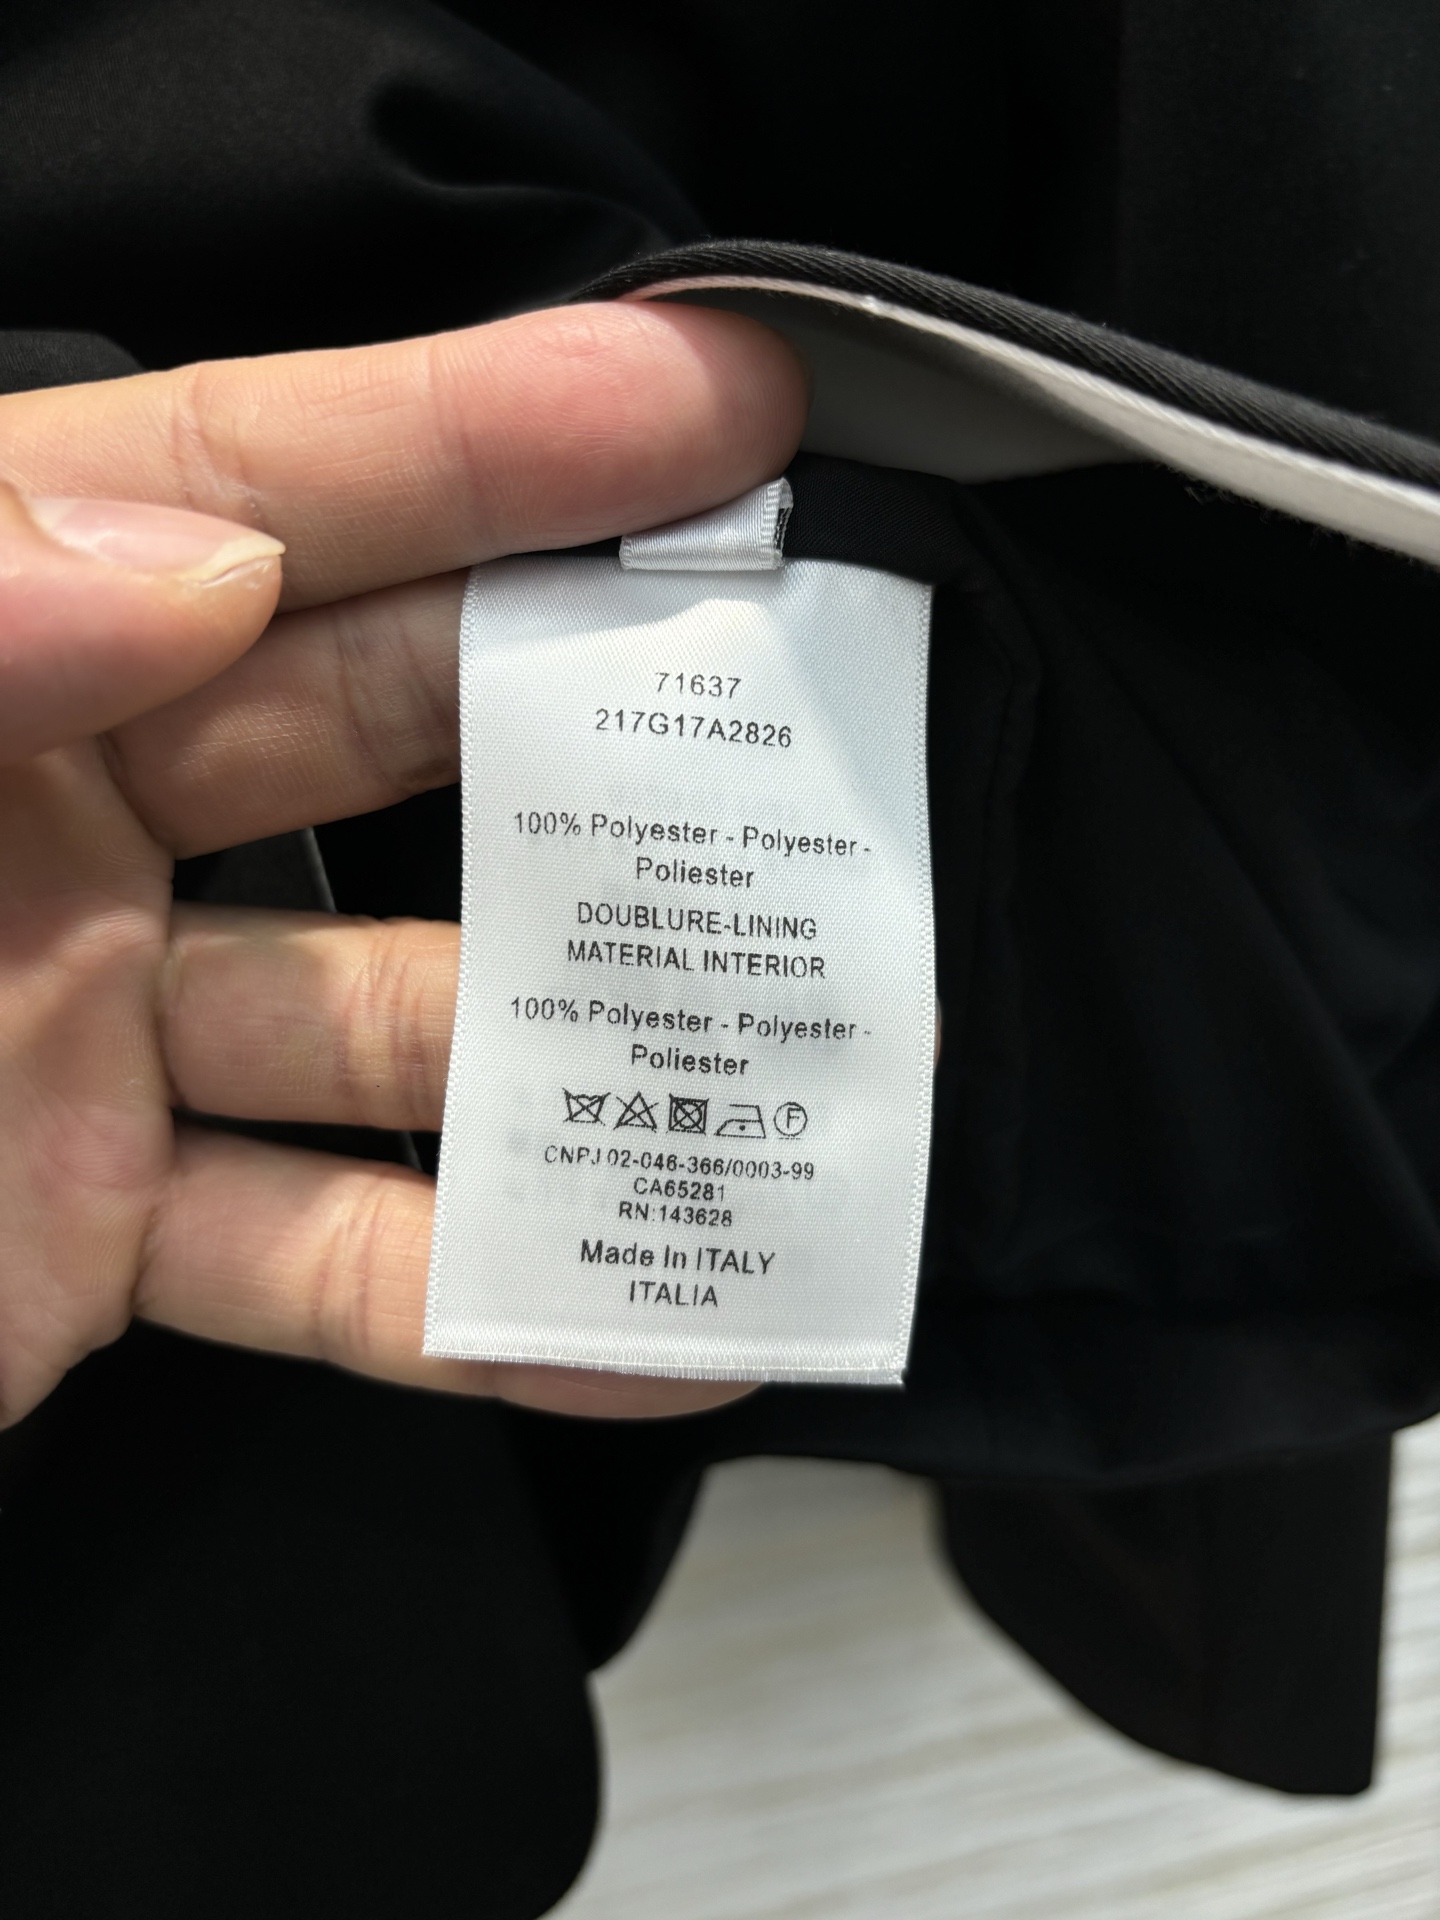 71637
217G17A2826
100% Polyester - Polyester -
Poliester
DOUBLURE-LINING
MATERIAL INTERIOR
100% Polyester - Polyester -
Poliester
F
CNPJ 02-046-366/0003-99
CA65281
RN:143628
Made In ITALY
ITALIA